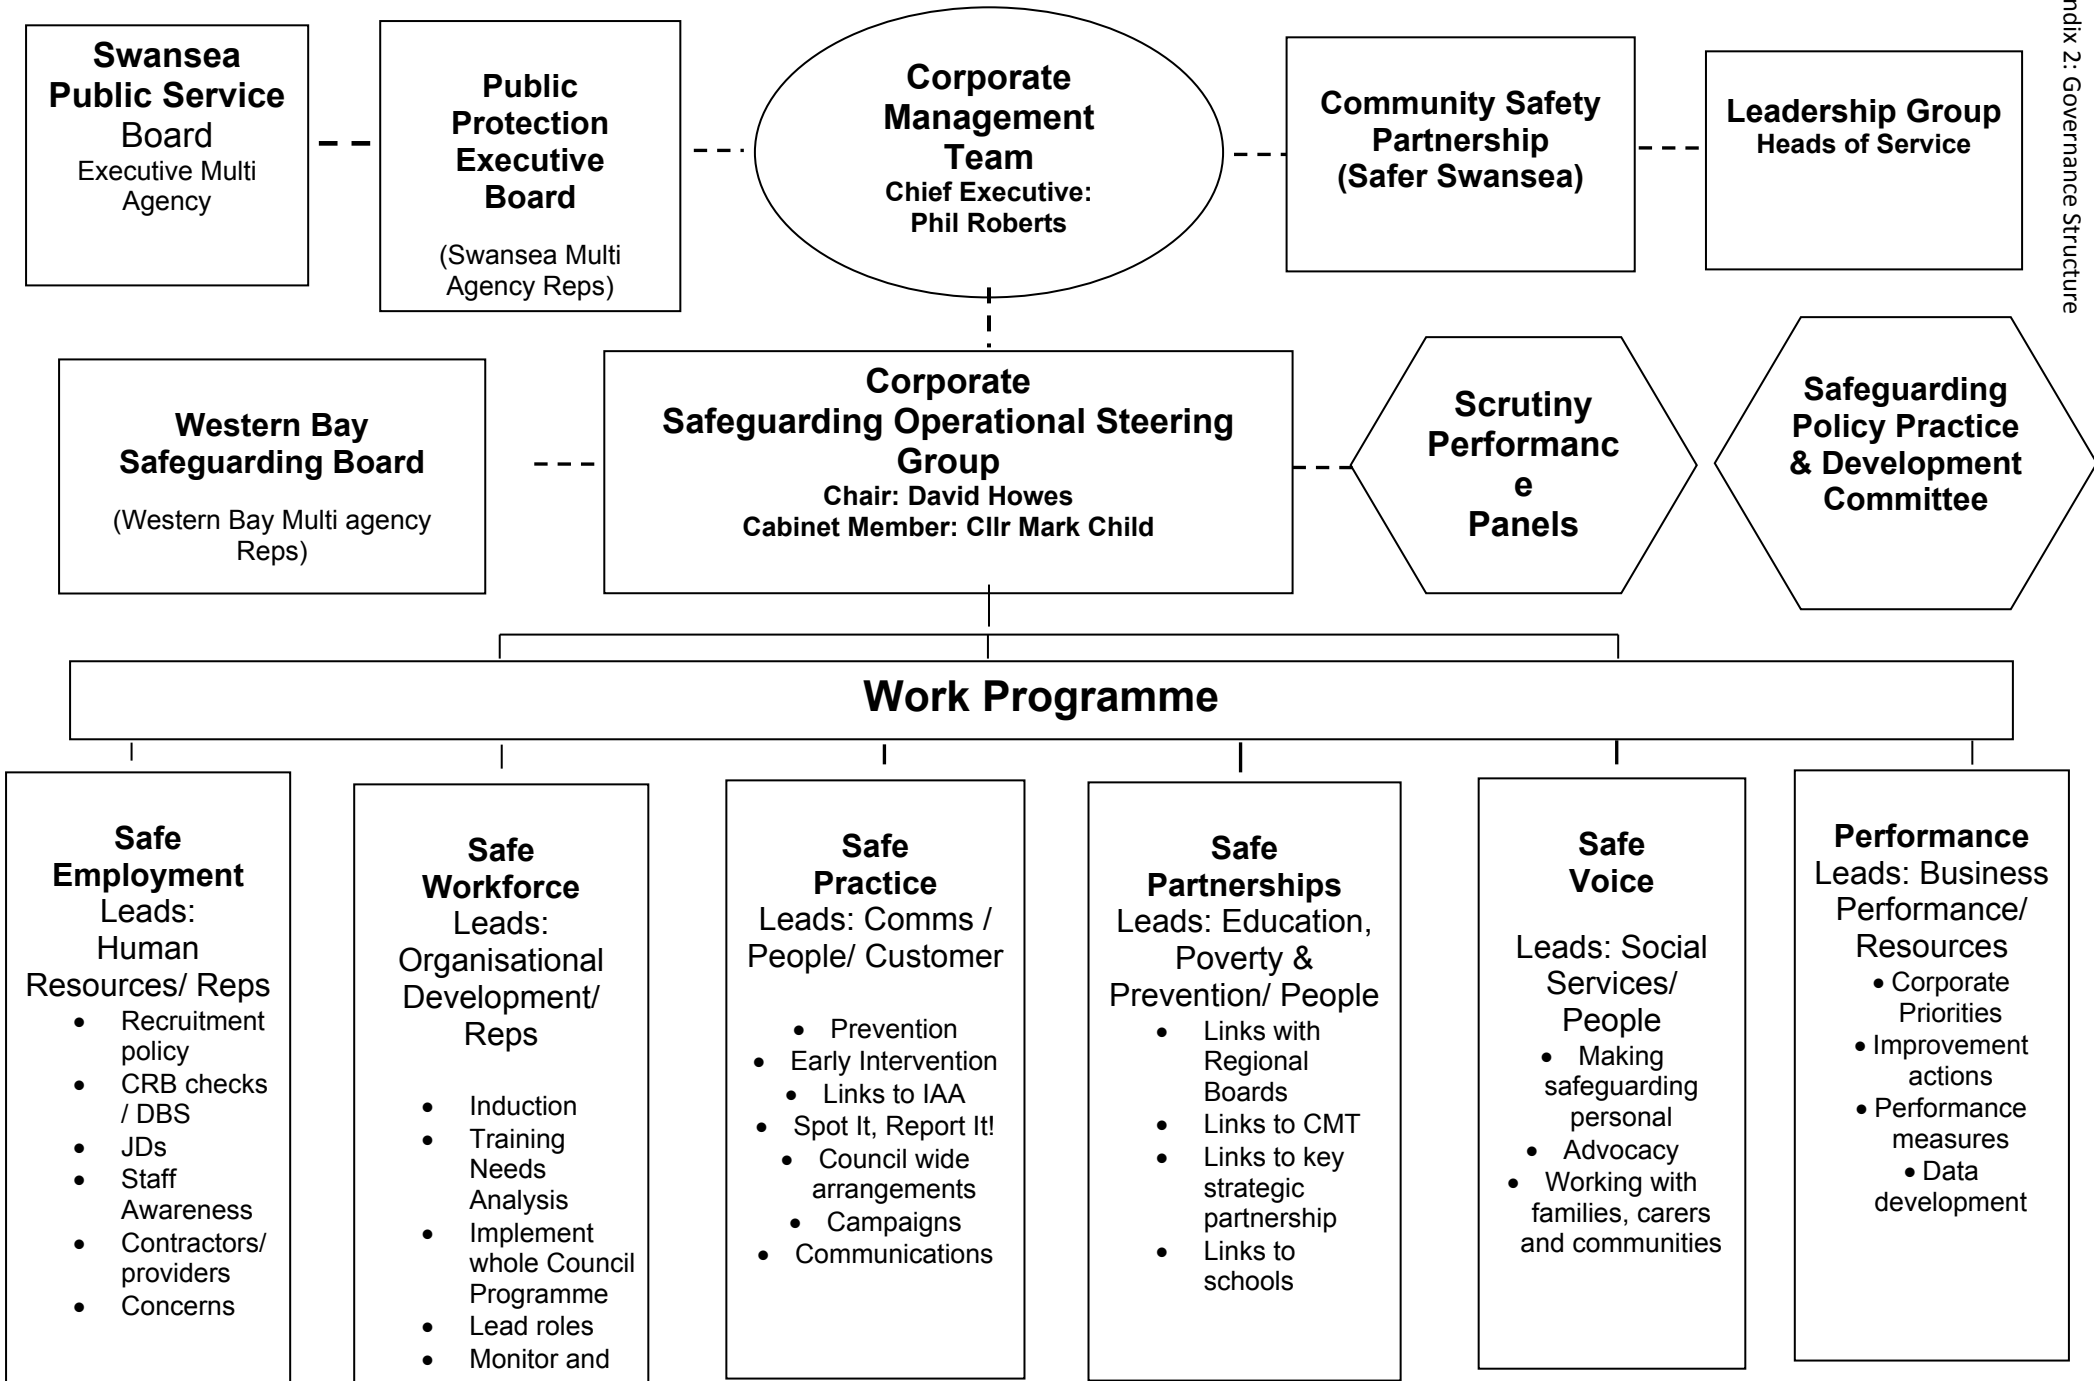 ndix 2: Governance Structure
Swansea
Public Service
Board
Executive Multi
Agency
Public
Protection
Executive
Board
(Swansea Multi
Agency Reps)
Corporate
Management
Team
Chief Executive:
Phil Roberts
Community Safety
Partnership
(Safer Swansea)
Leadership Group
Heads of Service
Western Bay
Safeguarding Board
(Western Bay Multi agency
Reps)
Corporate
Safeguarding Operational Steering
Group
Chair: David Howes
Cabinet Member: Cllr Mark Child
Scrutiny
Performanc
e
Panels
Safeguarding
Policy Practice
& Development
Committee
Work Programme
Safe
Employment
Leads:
Human
Resources/ Reps
• Recruitment
policy
• CRB checks
/ DBS
• JDs
• Staff
Awareness
• Contractors/
providers
• Concerns
Safe
Workforce
Leads:
Organisational
Development/
Reps
• Induction
• Training
Needs
Analysis
• Implement
whole Council
Programme
• Lead roles
• Monitor and
Safe
Practice
Leads: Comms /
People/ Customer
• Prevention
• Early Intervention
• Links to IAA
• Spot It, Report It!
• Council wide
arrangements
• Campaigns
• Communications
Safe
Partnerships
Leads: Education,
Poverty &
Prevention/ People
• Links with
Regional
Boards
• Links to CMT
• Links to key
strategic
partnership
• Links to
schools
Safe
Voice
Leads: Social
Services/
People
• Making
safeguarding
personal
• Advocacy
• Working with
families, carers
and communities
Performance
Leads: Business
Performance/
Resources
• Corporate
Priorities
• Improvement
actions
• Performance
measures
• Data
development